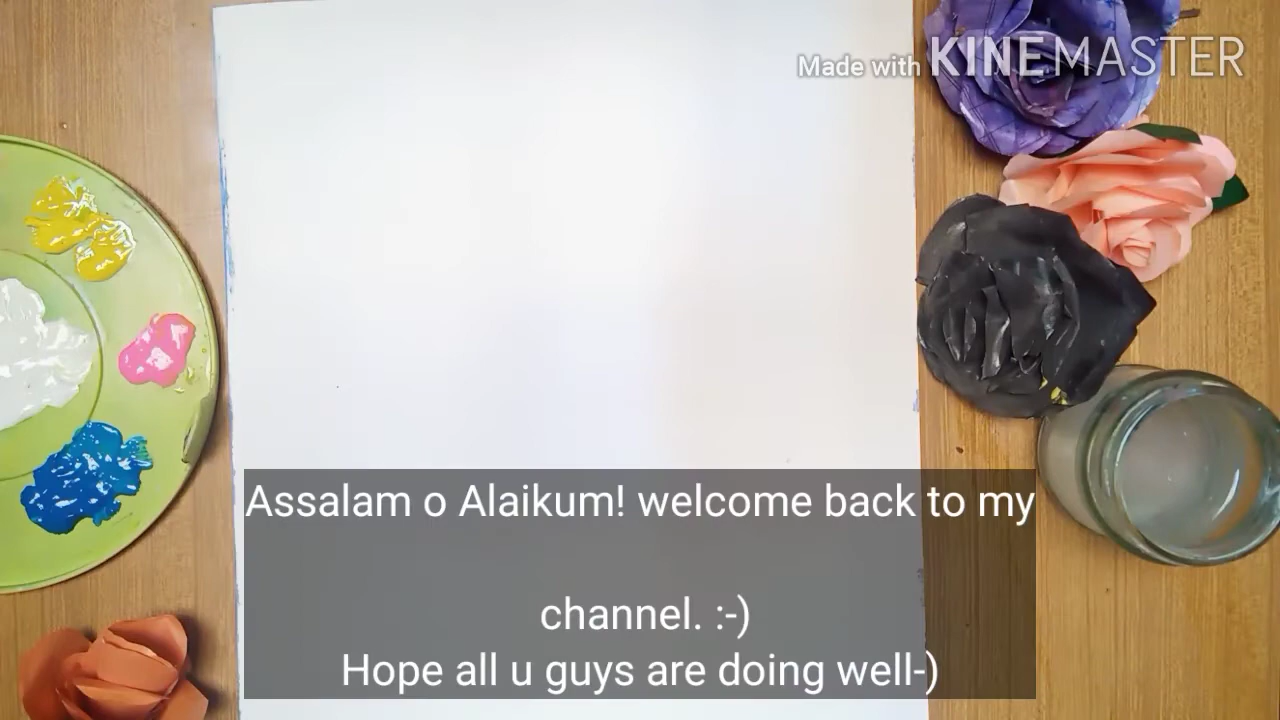 Made with KINEMASTER
Assalam o Alaikum! welcome back to my
channel. :-)
Hope all u guys are doing well-)